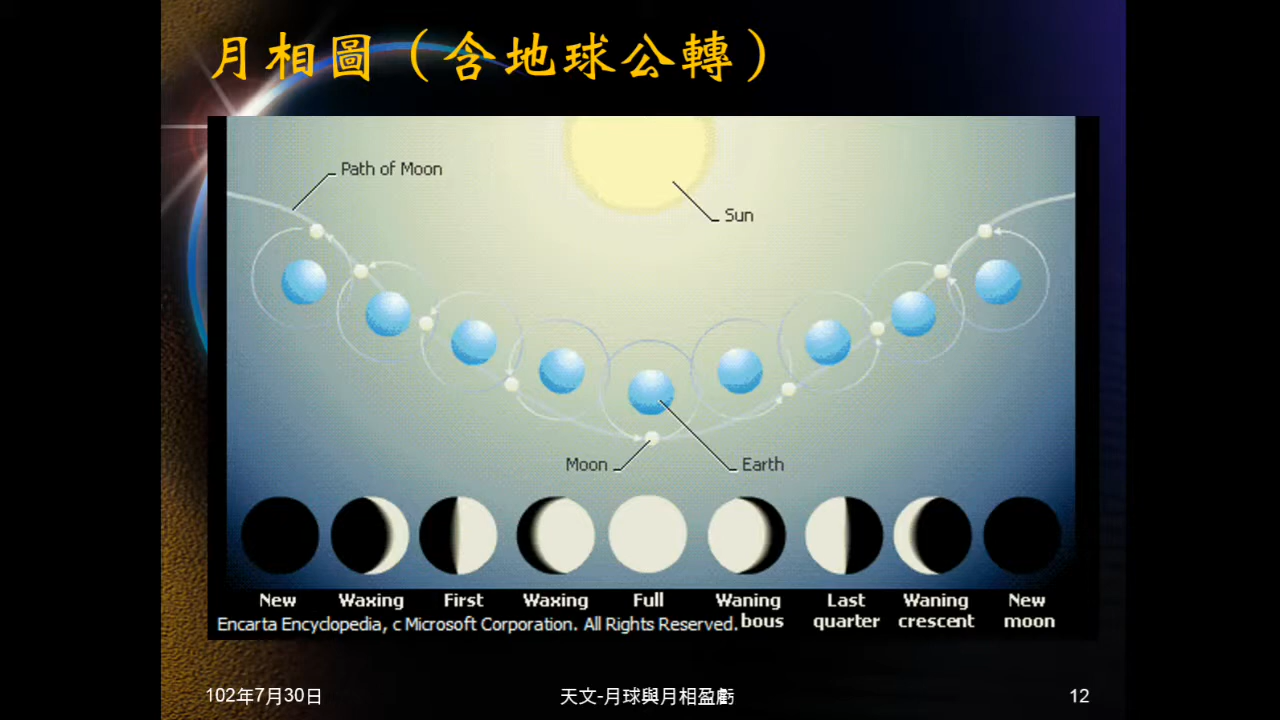 月相圖（含地球公轉）
Path of Moon
Sun
Moon
Earth
New
Waxing
First
Waxing
Full
Waning
Last
Waning
New
Encarta Encyclopedia, c Microsoft Corporation. All Rights Reserved.
bous
quarter
crescent
moon
102年7月30日
天文-月球與月相盈虧
12